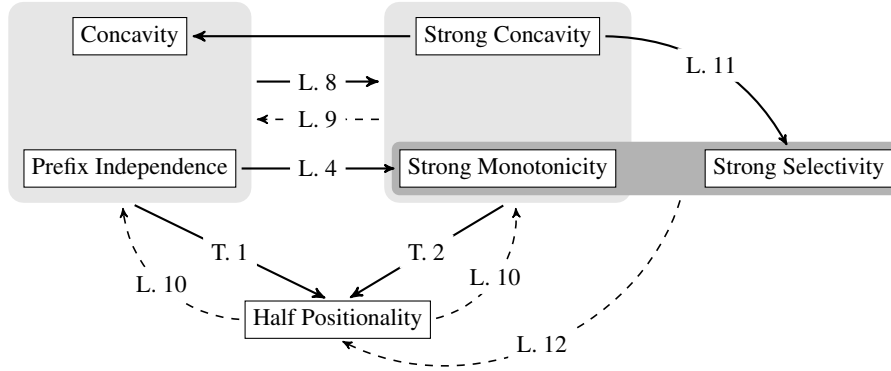 Concavity
Strong Concavity
L. 11
L. 8
L. 9
Prefix Independence
L. 4
Strong Monotonicity
Strong Selectivity
T. 1
T. 2
L. 10
L. 10
Half Positionality
L. 12